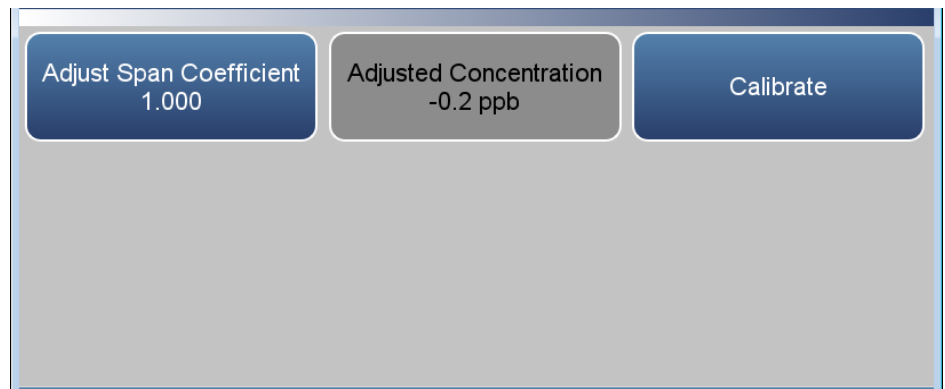 Adjust Span Coefficient
1.000
Adjusted Concentration
-0.2 ppb
Calibrate